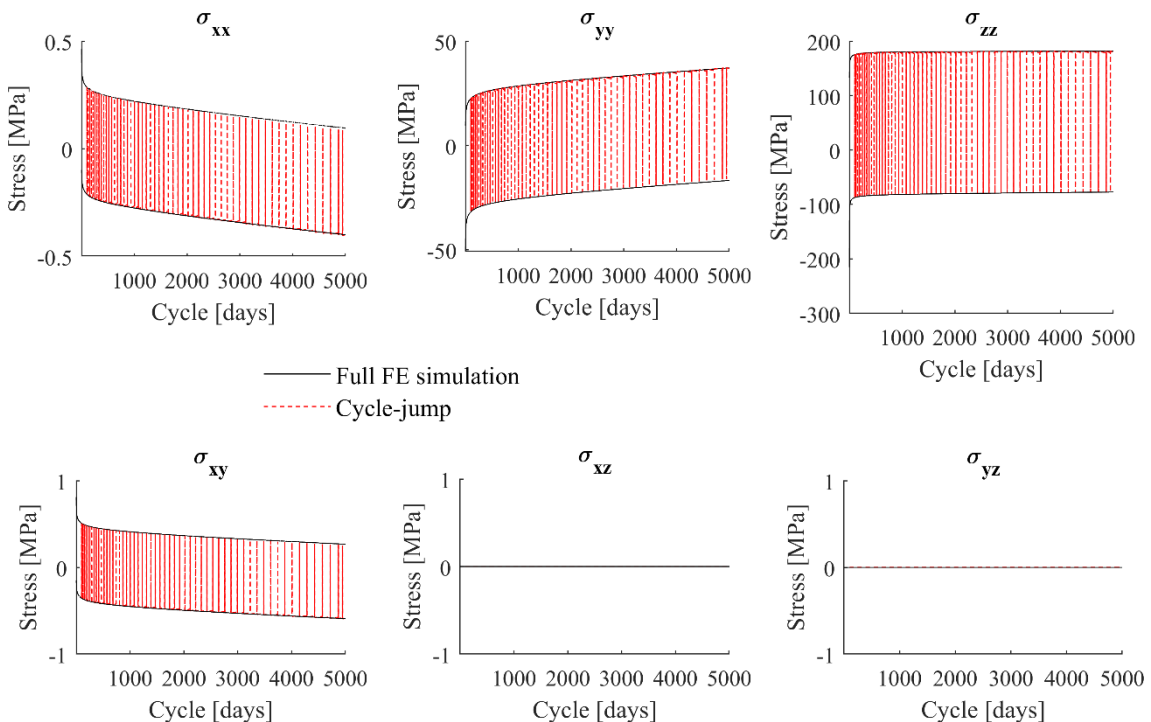 σxx
Stress [MPa]
0.5
0
-0.5
1000 2000 3000 4000 5000
Cycle [days]
σyy
Stress [MPa]
50
0
-50
1000 2000 3000 4000 5000
Cycle [days]
σzz
Stress [MPa]
200
100
0
-100
-200
-300
1000 2000 3000 4000 5000
Cycle [days]
Full FE simulation
Cycle-jump
σxy
Stress [MPa]
1
0
-1
1000 2000 3000 4000 5000
Cycle [days]
σxz
Stress [MPa]
1
0
-1
1000 2000 3000 4000 5000
Cycle [days]
σyz
Stress [MPa]
1
0
-1
1000 2000 3000 4000 5000
Cycle [days]